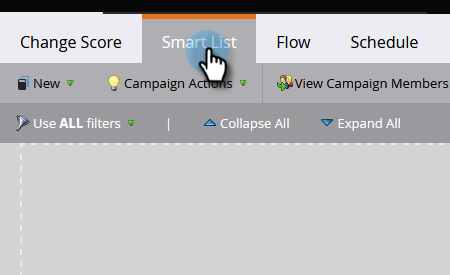 Change Score Smart List Flow Schedule
New Campaign Actions View Campaign Members
Use ALL filters | Collapse All Expand All